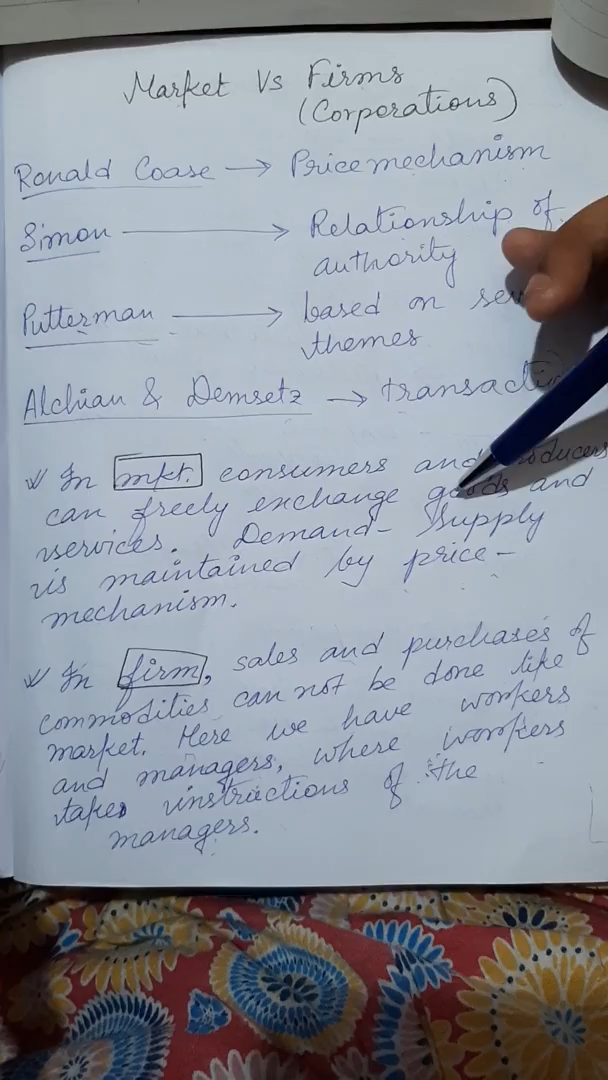 Market Vs Firms
(Corporations)
Ronald Coase → Price mechanism
Simon → Relationship of
authority
Putterman → based on
themes
Alchian & Demsetz →
↓ In mkt. consumers and producers
can freely exchange goods and
services. Demand- Supply
is maintained by price-
mechanism.
↓ In firm, sales and purchases of
commodities can not be done like
market. Here we have workers
and managers, where workers
takes instructions of the
managers.